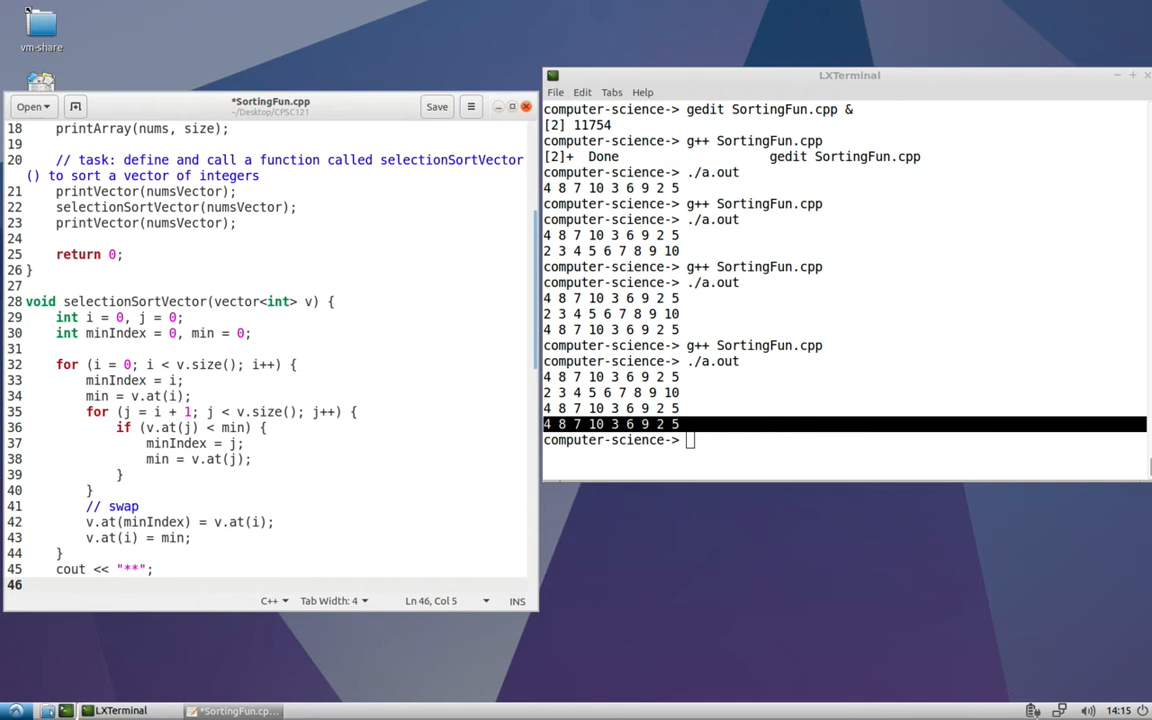 vm-share
*SortingFun.cpp
~/Desktop/CPSC121
Open
Save
18 printArray(nums, size);
19
20 // task: define and call a function called selectionSortVector
() to sort a vector of integers
21 printVector(numsVector);
22 selectionSortVector(numsVector);
23 printVector(numsVector);
24
25 return 0;
26 }
27
28 void selectionSortVector(vector<int> v) {
29 int i = 0, j = 0;
30 int minIndex = 0, min = 0;
31
32 for (i = 0; i < v.size(); i++) {
33 minIndex = i;
34 min = v.at(i);
35 for (j = i + 1; j < v.size(); j++) {
36 if (v.at(j) < min) {
37 minIndex = j;
38 min = v.at(j);
39 }
40 }
41 // swap
42 v.at(minIndex) = v.at(i);
43 v.at(i) = min;
44 }
45 cout << "**";
46
C++ Tab Width: 4 Ln 46, Col 5 INS
LXTerminal
File Edit Tabs Help
computer-science-> gedit SortingFun.cpp &
[2] 11754
computer-science-> g++ SortingFun.cpp
[2]+ Done gedit SortingFun.cpp
computer-science-> ./a.out
4 8 7 10 3 6 9 2 5
computer-science-> g++ SortingFun.cpp
computer-science-> ./a.out
4 8 7 10 3 6 9 2 5
2 3 4 5 6 7 8 9 10
computer-science-> g++ SortingFun.cpp
computer-science-> ./a.out
4 8 7 10 3 6 9 2 5
2 3 4 5 6 7 8 9 10
4 8 7 10 3 6 9 2 5
computer-science-> g++ SortingFun.cpp
computer-science-> ./a.out
4 8 7 10 3 6 9 2 5
2 3 4 5 6 7 8 9 10
4 8 7 10 3 6 9 2 5
4 8 7 10 3 6 9 2 5
computer-science->
LXTerminal
*SortingFun.cp...
14:15